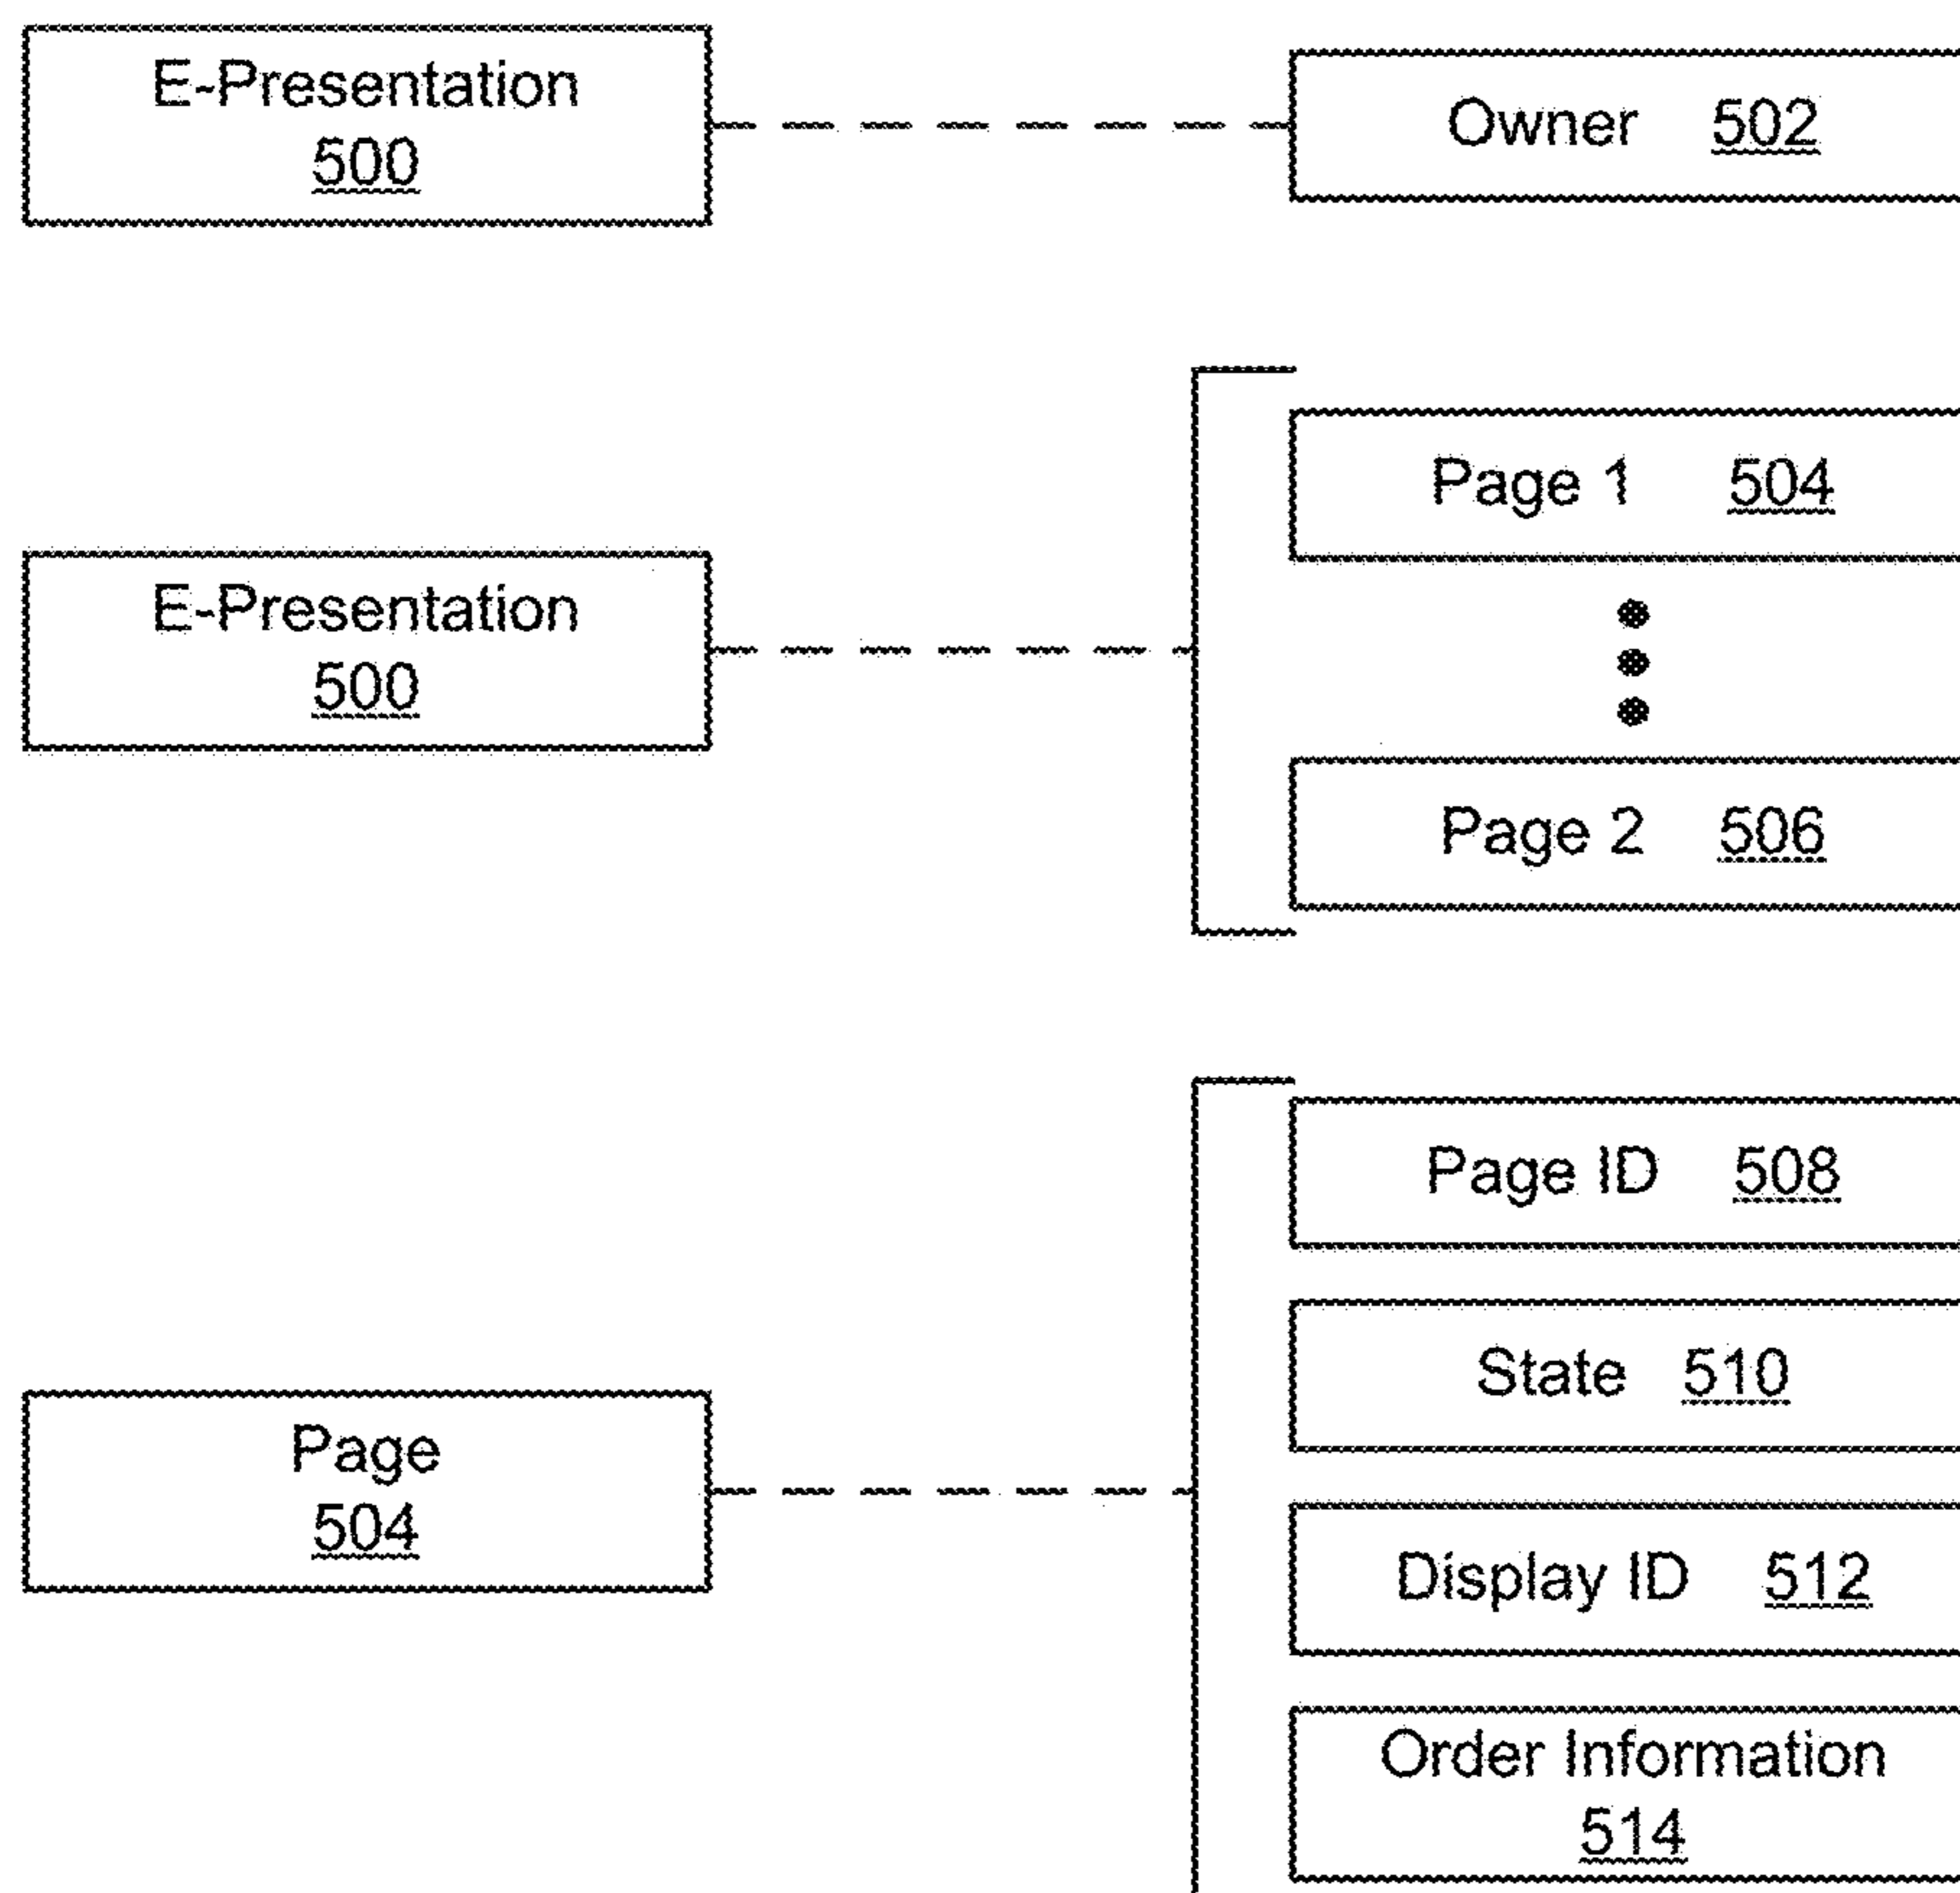 E-Presentation
500
Owner 502
Page 1 504
E-Presentation
500
Page 2 506
Page ID 508
State 510
Page
504
Display ID 512
Order Information
514